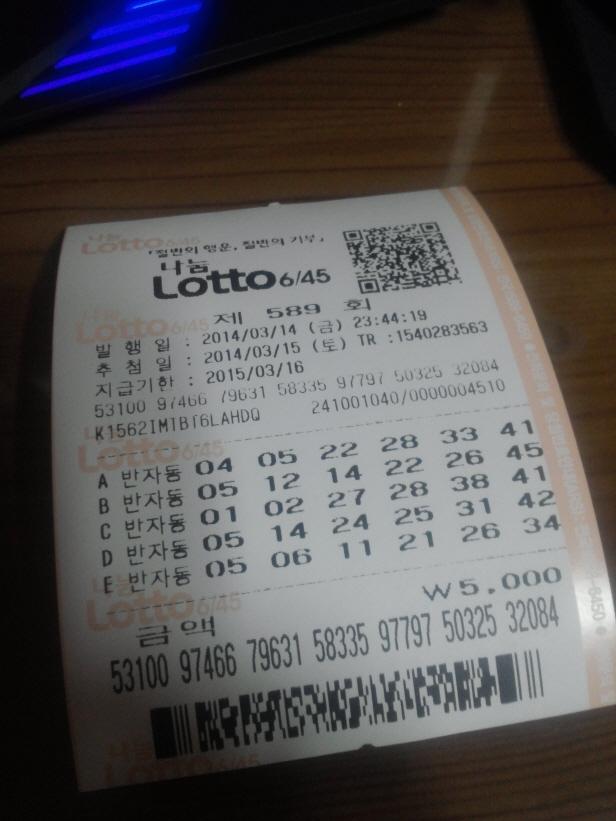 「절반의 행운, 절반의 기부」
나눔
Lotto 6/45
제 589 회
발 행 일 : 2014/03/14 (금) 23:44:19
추 첨 일 : 2014/03/15 (토) TR :1540283563
지급기한 : 2015/03/16
53100 97466 79631 58335 97797 50325 32084
241001040/0000004510
A 반자동 04 05 22 28 33 41
B 반자동 05 12 14 22 26 45
C 반자동 01 02 27 28 38 41
D 반자동 05 14 24 25 31 42
E 반자동 05 06 11 21 26 34
금액 ₩5,000
53100 97466 79631 58335 97797 50325 32084
나눔
Lotto 6/45